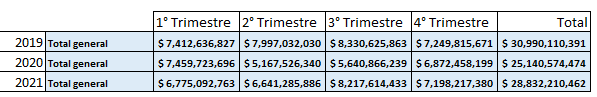 1° Trimestre 2° Trimestre 3° Trimestre 4° Trimestre Total
2019 Total general $ 7,412,636,827 $ 7,997,032,030 $ 8,330,625,863 $ 7,249,815,671 $ 30,990,110,391
2020 Total general $ 7,459,723,696 $ 5,167,526,340 $ 5,640,866,239 $ 6,872,458,199 $ 25,140,574,474
2021 Total general $ 6,775,092,763 $ 6,641,285,886 $ 8,217,614,433 $ 7,198,217,380 $ 28,832,210,462